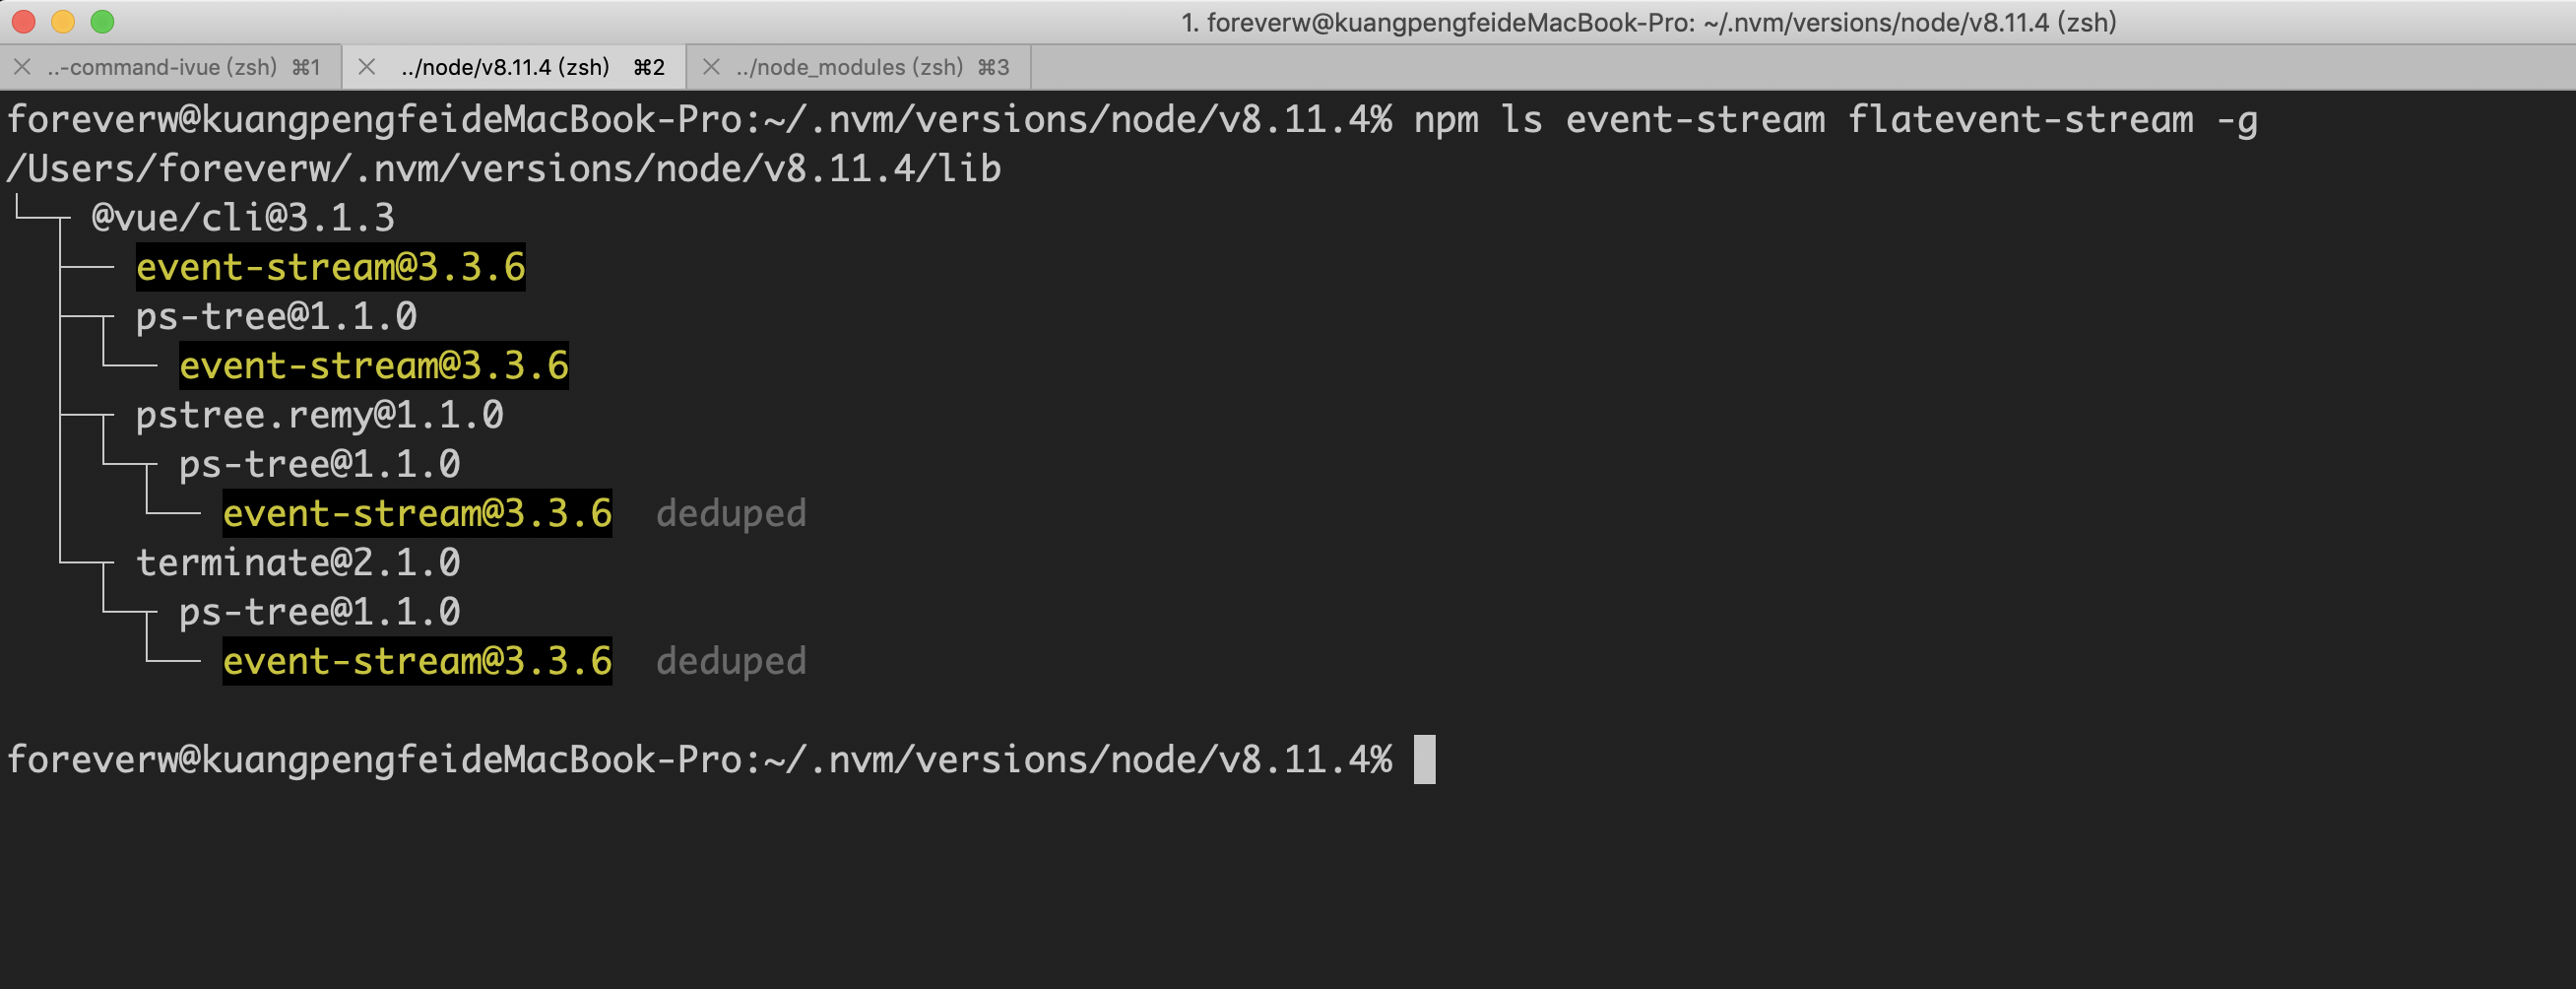 1. foreverw@kuangpengfeideMacBook-Pro: ~/.nvm/versions/node/v8.11.4 (zsh)
..-command-ivue (zsh) ⌘1 ../node/v8.11.4 (zsh) ⌘2 ../node_modules (zsh) ⌘3
foreverw@kuangpengfeideMacBook-Pro:~/.nvm/versions/node/v8.11.4% npm ls event-stream flatevent-stream -g
/Users/foreverw/.nvm/versions/node/v8.11.4/lib
└─┬ @vue/cli@3.1.3
  ├── event-stream@3.3.6
  ├─┬ ps-tree@1.1.0
  │ └── event-stream@3.3.6
  ├─┬ pstree.remy@1.1.0
  │ └─┬ ps-tree@1.1.0
  │   └── event-stream@3.3.6  deduped
  └─┬ terminate@2.1.0
    └─┬ ps-tree@1.1.0
      └── event-stream@3.3.6  deduped
foreverw@kuangpengfeideMacBook-Pro:~/.nvm/versions/node/v8.11.4%